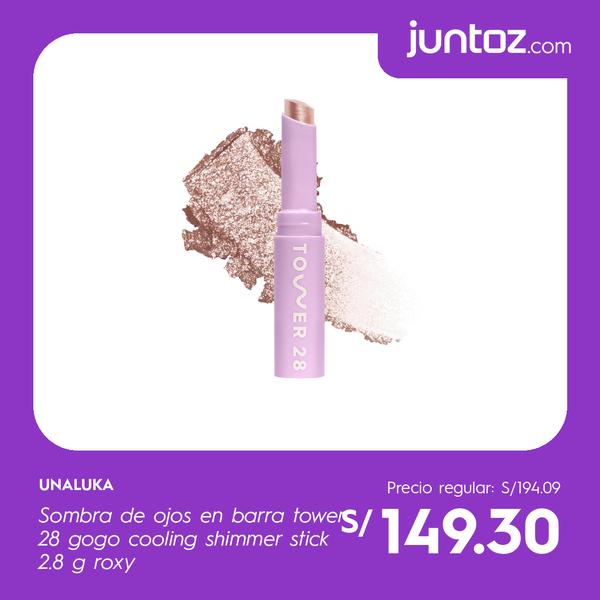 juntoz.com
TOWER 28
UNALUKA
Sombra de ojos en barra tower
28 gogo cooling shimmer stick
2.8 g roxy
Precio regular: S/194.09
S/ 149.30